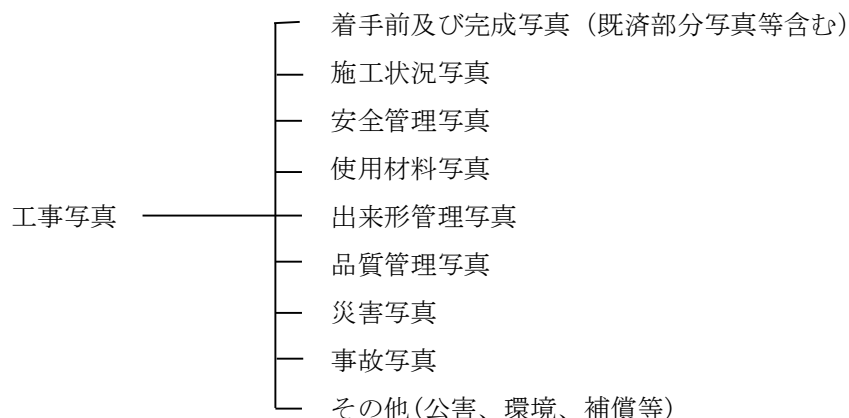 着手前及び完成写真（既済部分写真等含む）
施工状況写真
安全管理写真
使用材料写真
工事写真
出来形管理写真
品質管理写真
災害写真
事故写真
その他(公害、環境、補償等)